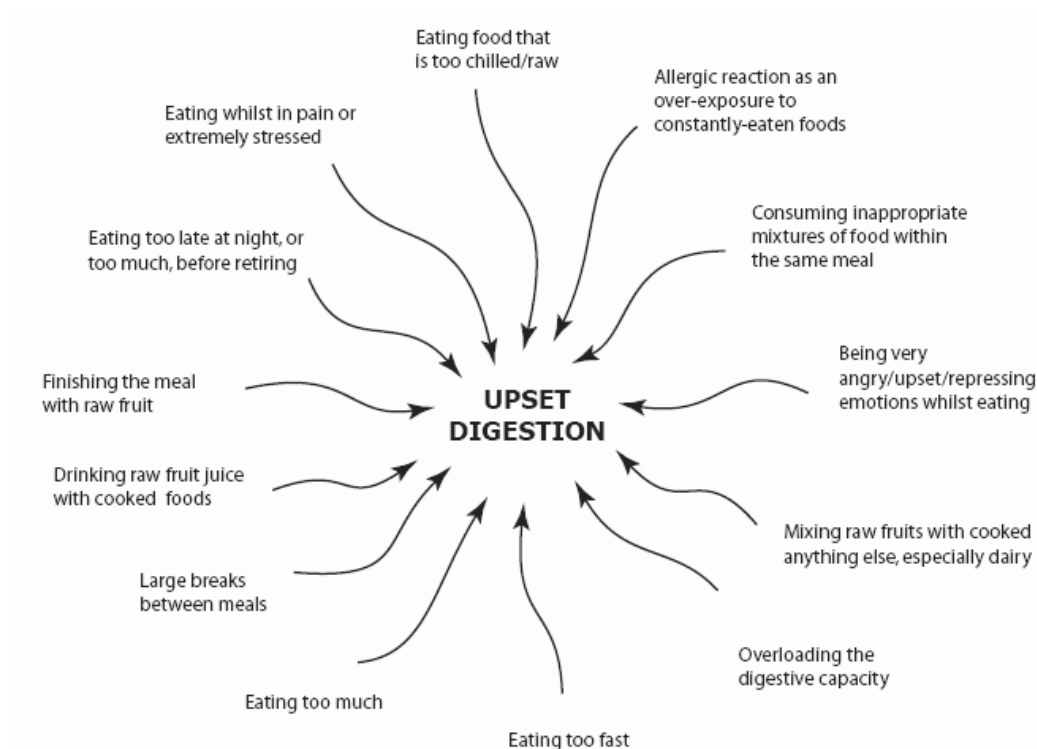 Eating food that
is too chilled/raw
Allergic reaction as an
over-exposure to
constantly-eaten foods
Eating whilst in pain or
extremely stressed
Consuming inappropriate
mixtures of food within
the same meal
Eating too late at night, or
too much, before retiring
Being very
angry/upset/repressing
emotions whilst eating
Finishing the meal
with raw fruit
UPSET
DIGESTION
Drinking raw fruit juice
with cooked foods
Mixing raw fruits with cooked
anything else, especially dairy
Large breaks
between meals
Overloading the
digestive capacity
Eating too much
Eating too fast